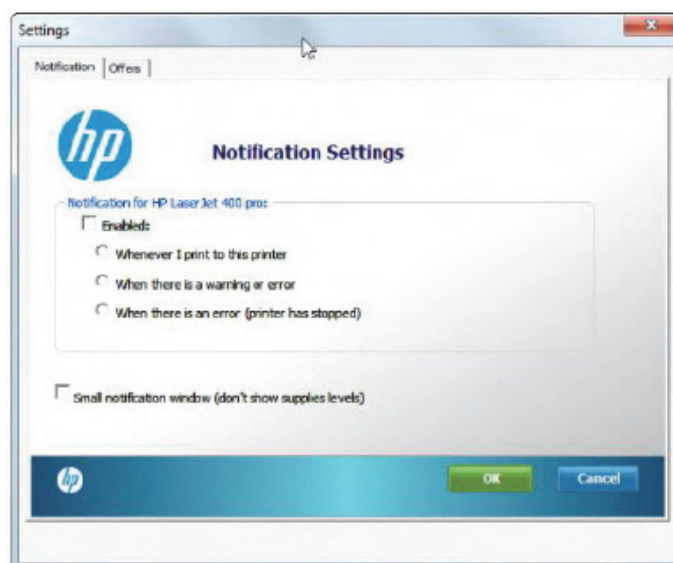 Settings
Notification Offers
hp
Notification Settings
Notification for HP LaserJet 400 pro:
Enabled:
Whenever I print to this printer
When there is a warning or error
When there is an error (printer has stopped)
Small notification window (don't show supplies levels)
hp
OK Cancel